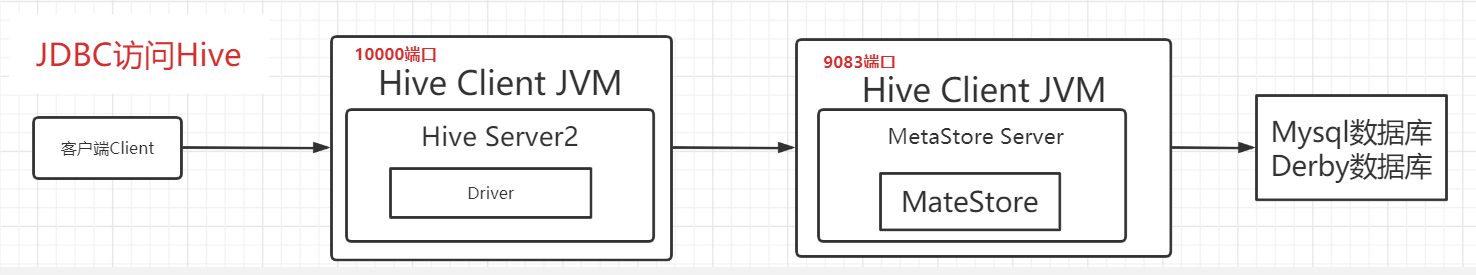 JDBC访问Hive
客户端Client
10000端口
Hive Client JVM
Hive Server2
Driver
9083端口
Hive Client JVM
MetaStore Server
MateStore
Mysql数据库
Derby数据库